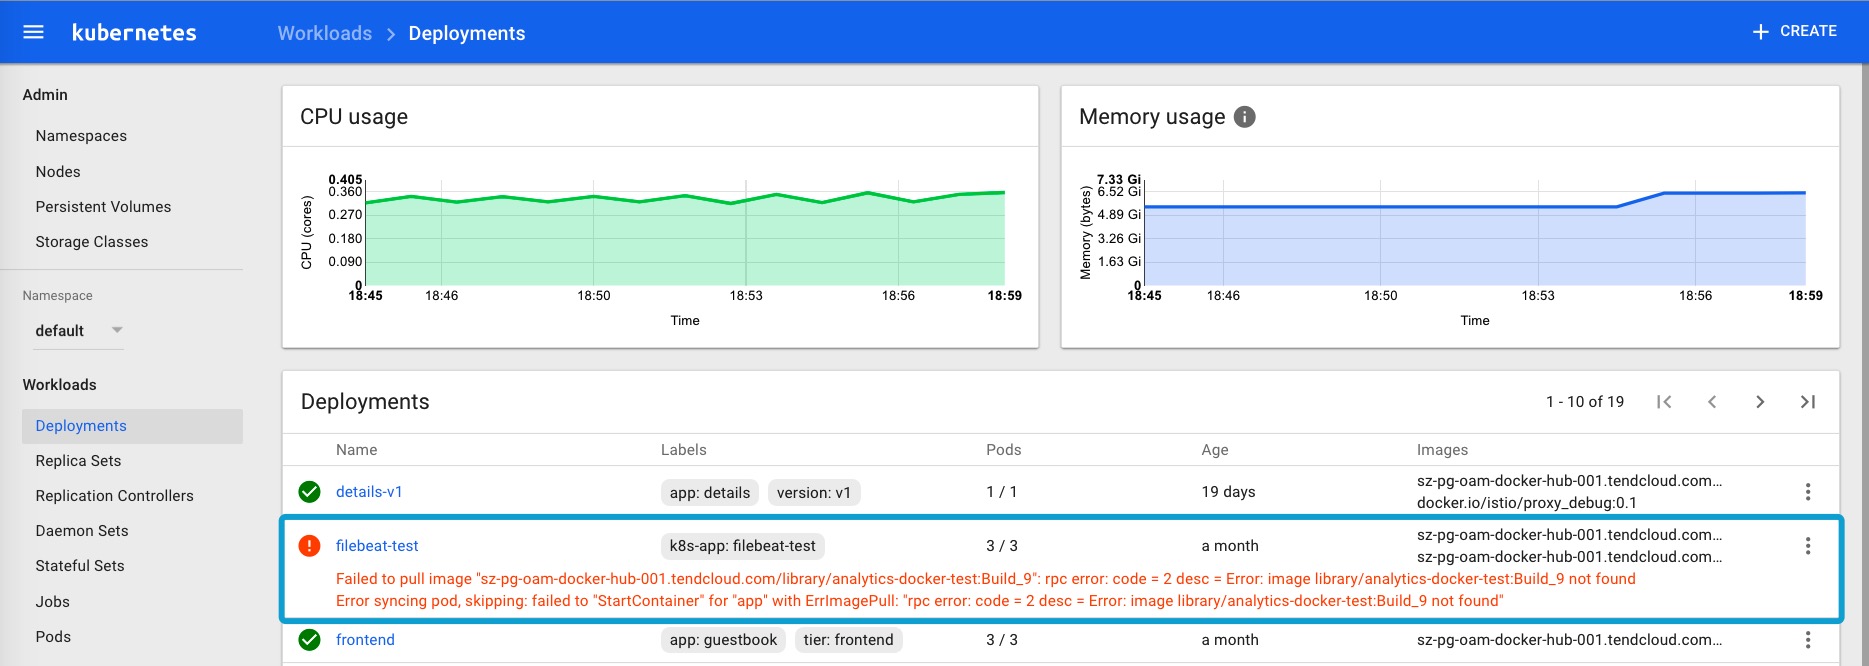 kubernetes
Workloads > Deployments
+ CREATE
Admin
Namespaces
Nodes
Persistent Volumes
Storage Classes
Namespace
default
Workloads
Deployments
Replica Sets
Replication Controllers
Daemon Sets
Stateful Sets
Jobs
Pods
CPU usage
CPU (cores)
0.405
0.360
0.270
0.180
0.090
0
18:45 18:46 18:50 18:53 18:56 18:59
Time
Memory usage
Memory (bytes)
7.33 Gi
6.52 Gi
4.89 Gi
3.26 Gi
1.63 Gi
0
18:45 18:46 18:50 18:53 18:56 18:59
Time
Deployments
1 - 10 of 19
Name Labels Pods Age Images
details-v1 app: details version: v1 1 / 1 19 days sz-pg-oam-docker-hub-001.tendcloud.com...
docker.io/istio/proxy_debug:0.1
filebeat-test k8s-app: filebeat-test 3 / 3 a month sz-pg-oam-docker-hub-001.tendcloud.com...
sz-pg-oam-docker-hub-001.tendcloud.com...
Failed to pull image "sz-pg-oam-docker-hub-001.tendcloud.com/library/analytics-docker-test:Build_9": rpc error: code = 2 desc = Error: image library/analytics-docker-test:Build_9 not found
Error syncing pod, skipping: failed to "StartContainer" for "app" with ErrImagePull: "rpc error: code = 2 desc = Error: image library/analytics-docker-test:Build_9 not found"
frontend app: guestbook tier: frontend 3 / 3 a month sz-pg-oam-docker-hub-001.tendcloud.com...